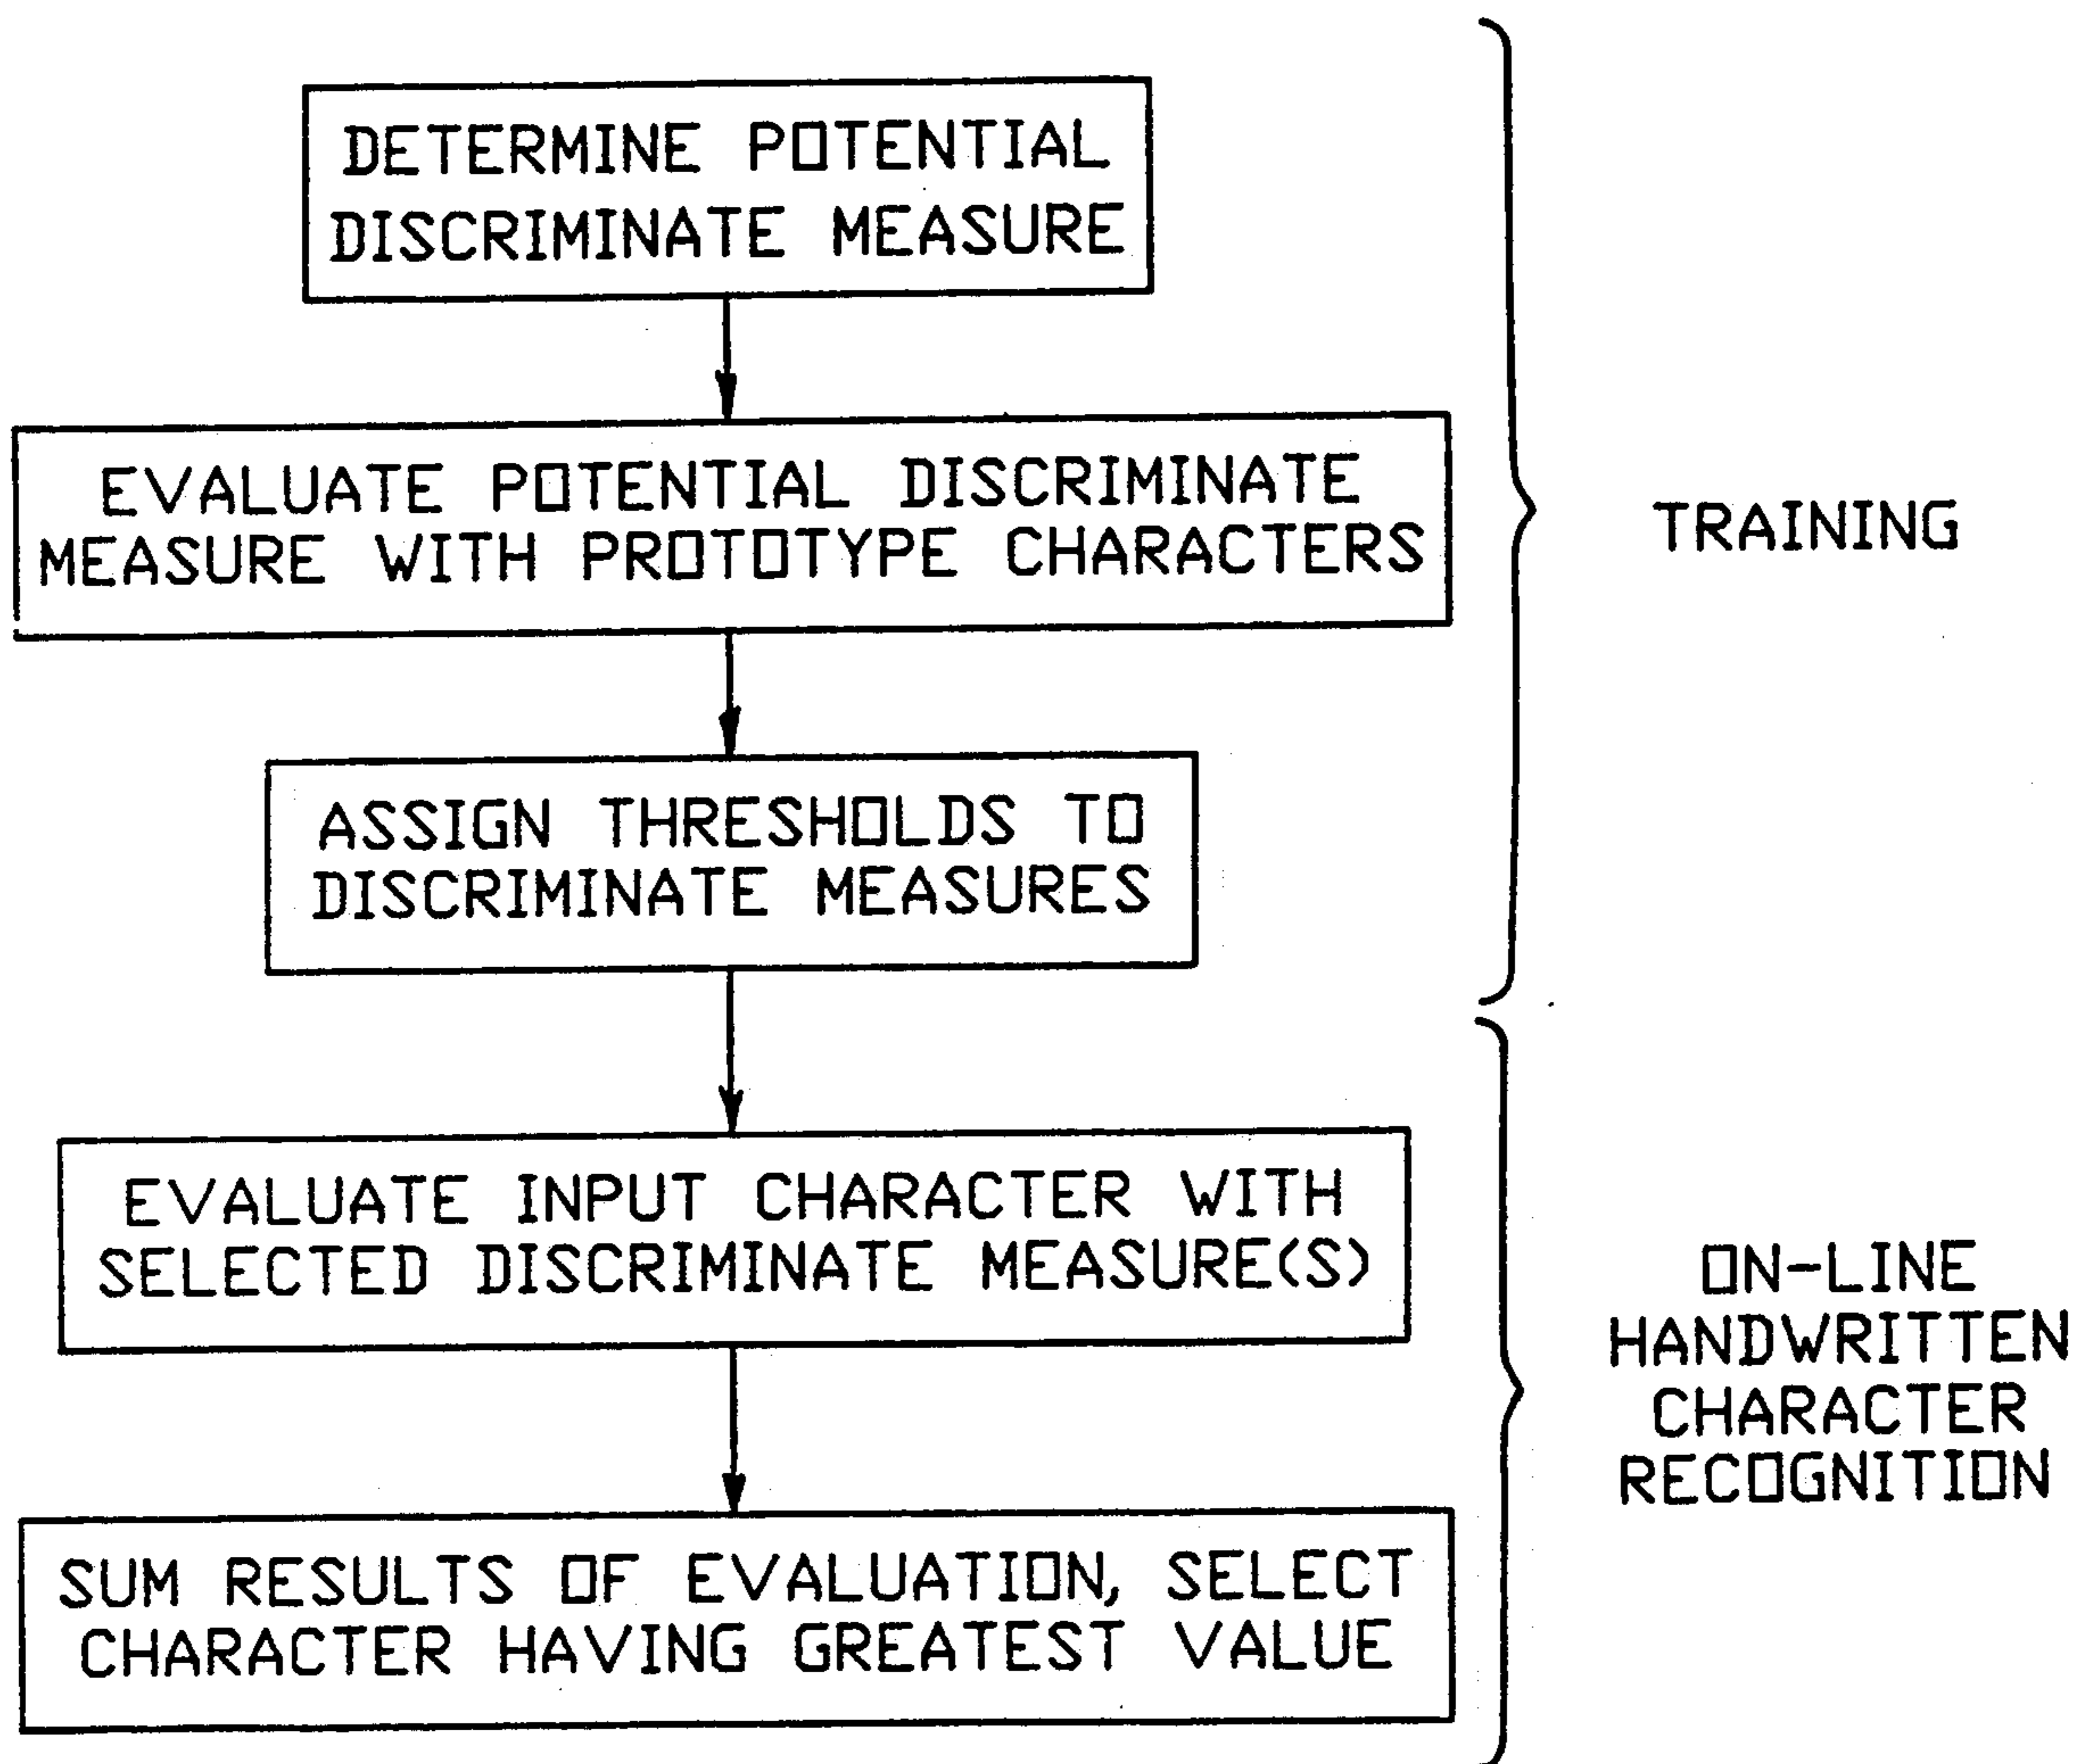 DETERMINE POTENTIAL
DISCRIMINATE MEASURE
EVALUATE POTENTIAL DISCRIMINATE
MEASURE WITH PROTOTYPE CHARACTERS
ASSIGN THRESHOLDS TO
DISCRIMINATE MEASURES
TRAINING
EVALUATE INPUT CHARACTER WITH
SELECTED DISCRIMINATE MEASURE(S)
SUM RESULTS OF EVALUATION, SELECT
CHARACTER HAVING GREATEST VALUE
ON-LINE
HANDWRITTEN
CHARACTER
RECOGNITION